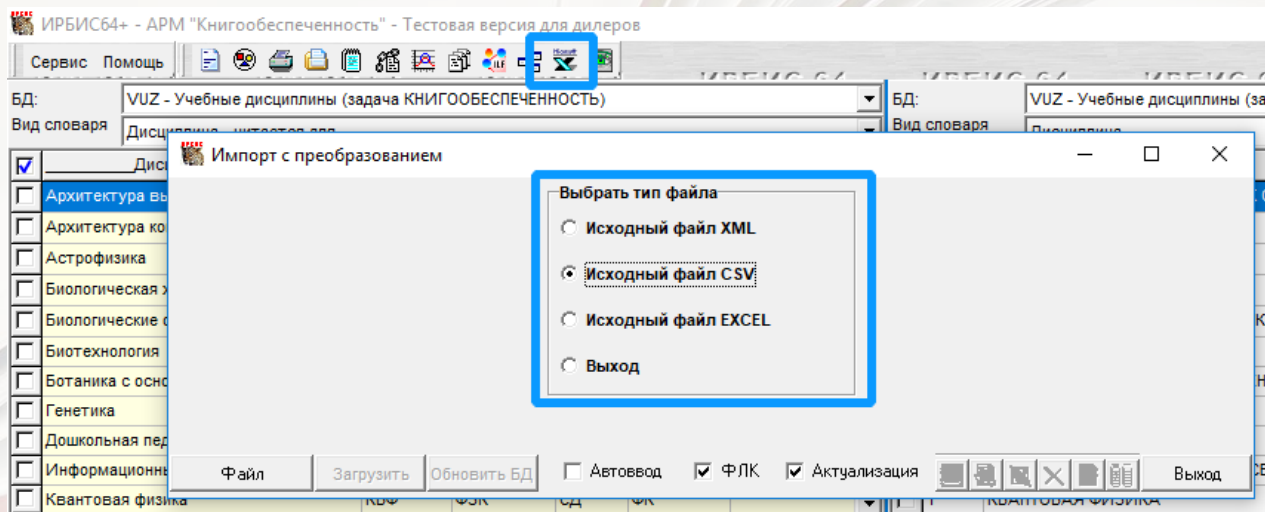 ИРБИС64+ - АРМ "Книгообеспеченность" - Тестовая версия для дилеров
Сервис Помощь
БД: VUZ - Учебные дисциплины (задача КНИГООБЕСПЕЧЕННОСТЬ)
БД: VUZ - Учебные дисциплины (за
Вид словаря
Вид словаря
Импорт с преобразованием
Выбрать тип файла
Исходный файл XML
Исходный файл CSV
Исходный файл EXCEL
Выход
Архитектура вы
Архитектура ко
Астрофизика
Биологическая
Биологические
Биотехнология
Ботаника с осно
Генетика
Дошкольная пед
Информационн
Квантовая физика
Файл Загрузить Обновить БД Автоввод ФЛК Актуализация Выход